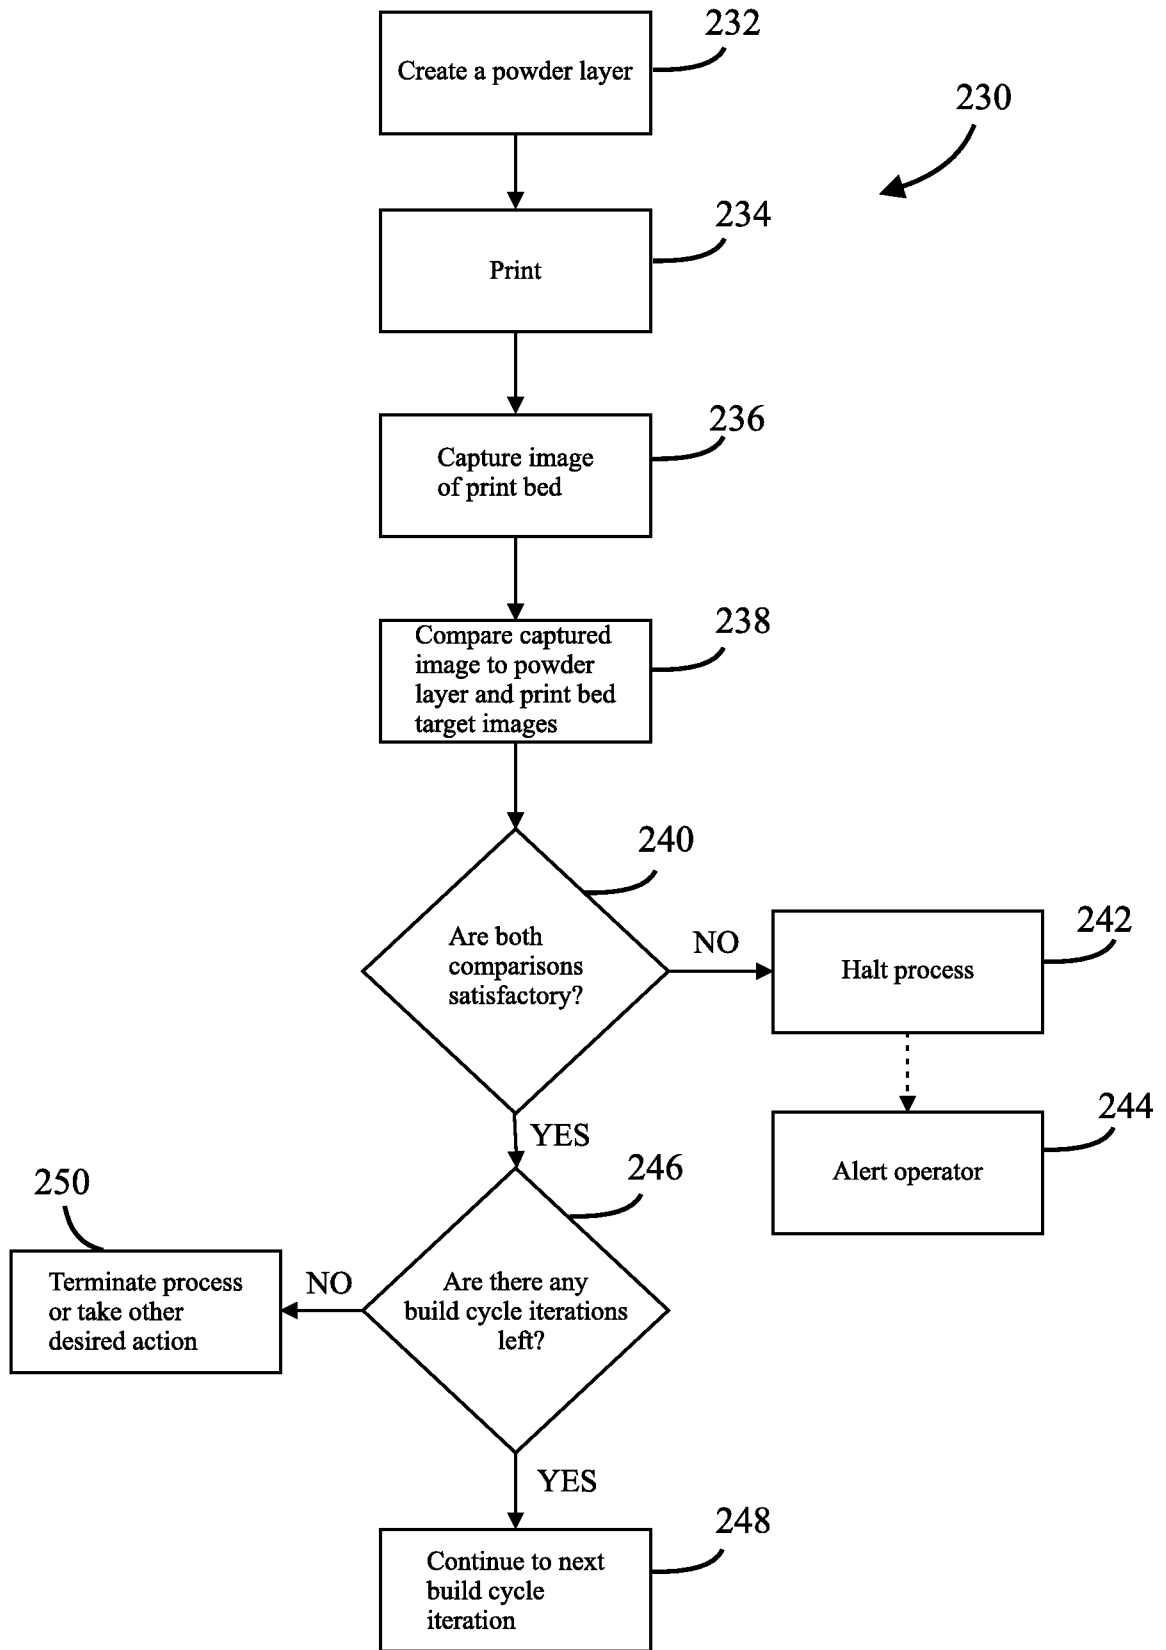 232
Create a powder layer
230
234
Print
236
Capture image
of print bed
238
Compare captured
image to powder
layer and print bed
target images
240
Are both
comparisons
satisfactory?
NO
242
Halt process
244
Alert operator
YES
246
Are there any
build cycle iterations
left?
NO
250
Terminate process
or take other
desired action
YES
248
Continue to next
build cycle
iteration